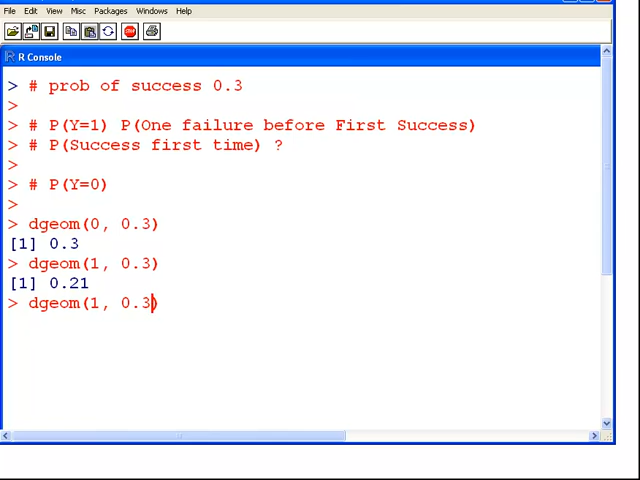 File Edit View Misc Packages Windows Help
STOP
R Console
> # prob of success 0.3
>
> # P(Y=1) P(One failure before First Success)
> # P(Success first time) ?
>
> # P(Y=0)
>
> dgeom(0, 0.3)
[1] 0.3
> dgeom(1, 0.3)
[1] 0.21
> dgeom(1, 0.3)